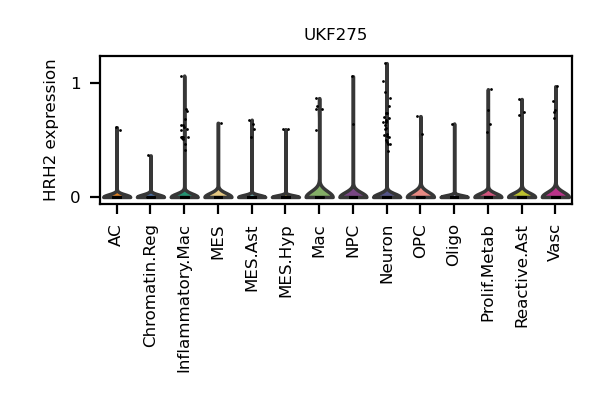 UKF275
HRH2 expression
1
0
AC
Chromatin.Reg
Inflammatory.Mac
MES
MES.Ast
MES.Hyp
Mac
NPC
Neuron
OPC
Oligo
Prolif.Metab
Reactive.Ast
Vasc